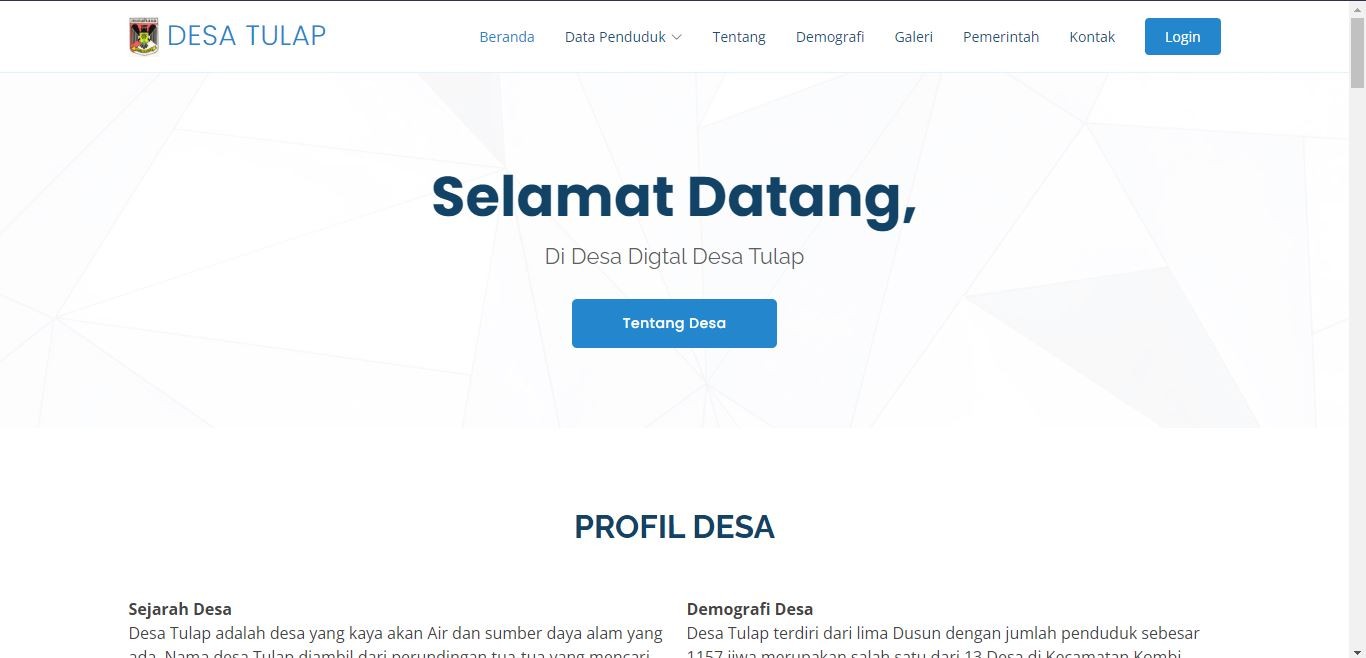 DESA TULAP
Beranda
Data Penduduk
Tentang
Demografi
Galeri
Pemerintah
Kontak
Login
Selamat Datang,
Di Desa Digtal Desa Tulap
Tentang Desa
PROFIL DESA
Sejarah Desa
Desa Tulap adalah desa yang kaya akan Air dan sumber daya alam yang
ada. Nama desa Tulap diambil dari perundingan tua-tua yang mencari
Demografi Desa
Desa Tulap terdiri dari lima Dusun dengan jumlah penduduk sebesar
1157 jiwa merupakan salah satu dari 13 Desa di Kecamatan Kombi